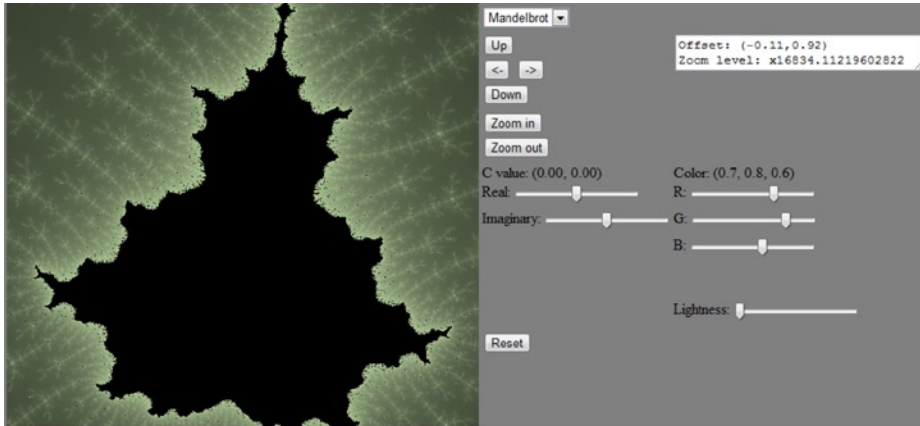 Mandelbrot
Up
Offset: (-0.11,0.92)
Zoom level: x16834.11219602822
<- ->
Down
Zoom in
Zoom out
C value: (0.00, 0.00) Color: (0.7, 0.8, 0.6)
Real: R:
Imaginary: G:
B:
Lightness:
Reset